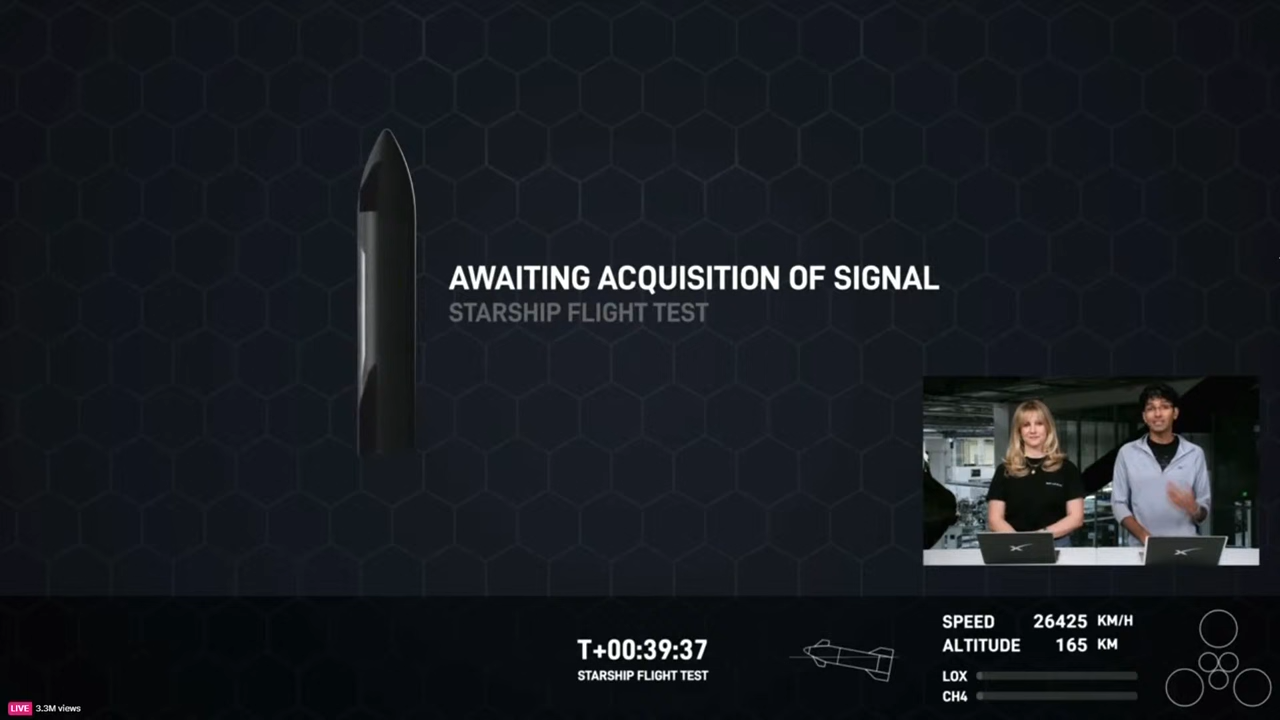 AWAITING ACQUISITION OF SIGNAL
STARSHIP FLIGHT TEST
T+00:39:37
STARSHIP FLIGHT TEST
SPEED 26425 KM/H
ALTITUDE 165 KM
LOX
CH4
LIVE 3.3M views